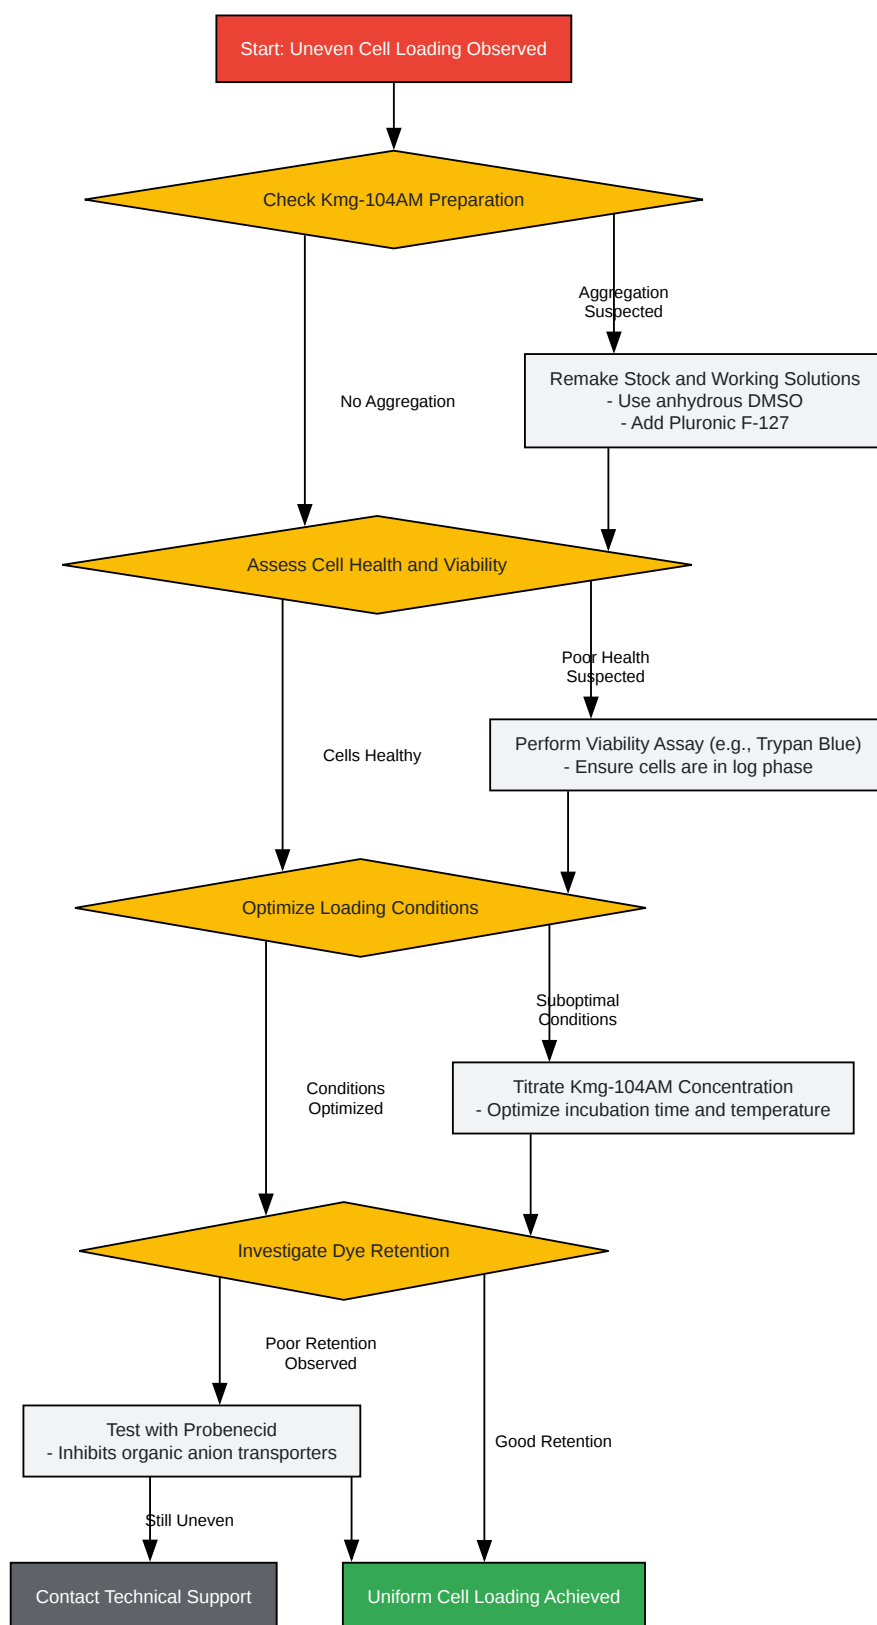 Start: Uneven Cell Loading Observed
Check Kmg-104AM Preparation
Aggregation
Suspected
Remake Stock and Working Solutions
- Use anhydrous DMSO
- Add Pluronic F-127
No Aggregation
Assess Cell Health and Viability
Poor Health
Suspected
Perform Viability Assay (e.g., Trypan Blue)
- Ensure cells are in log phase
Cells Healthy
Optimize Loading Conditions
Suboptimal
Conditions
Titrate Kmg-104AM Concentration
- Optimize incubation time and temperature
Conditions
Optimized
Investigate Dye Retention
Poor Retention
Observed
Test with Probenecid
- Inhibits organic anion transporters
Good Retention
Still Uneven
Contact Technical Support
Uniform Cell Loading Achieved